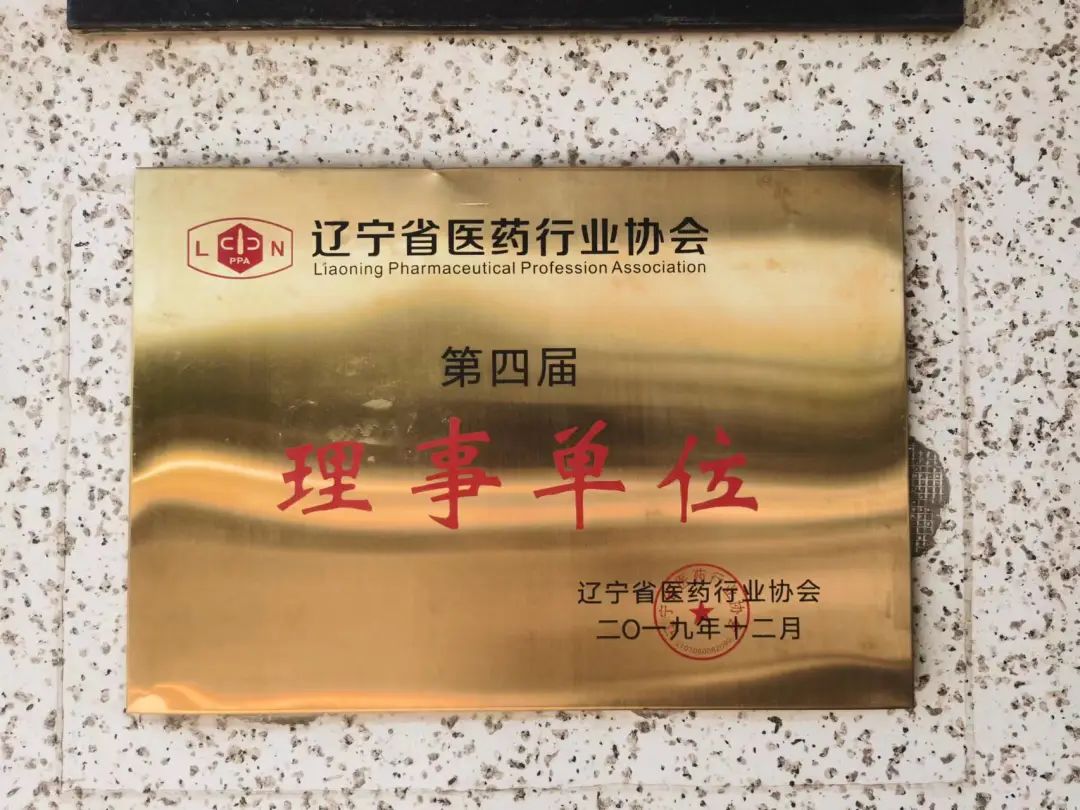 L N
PPA
辽宁省医药行业协会
Liaoning Pharmaceutical Profession Association
第四届
理事单位
辽宁省医药行业协会
二〇一九年十二月